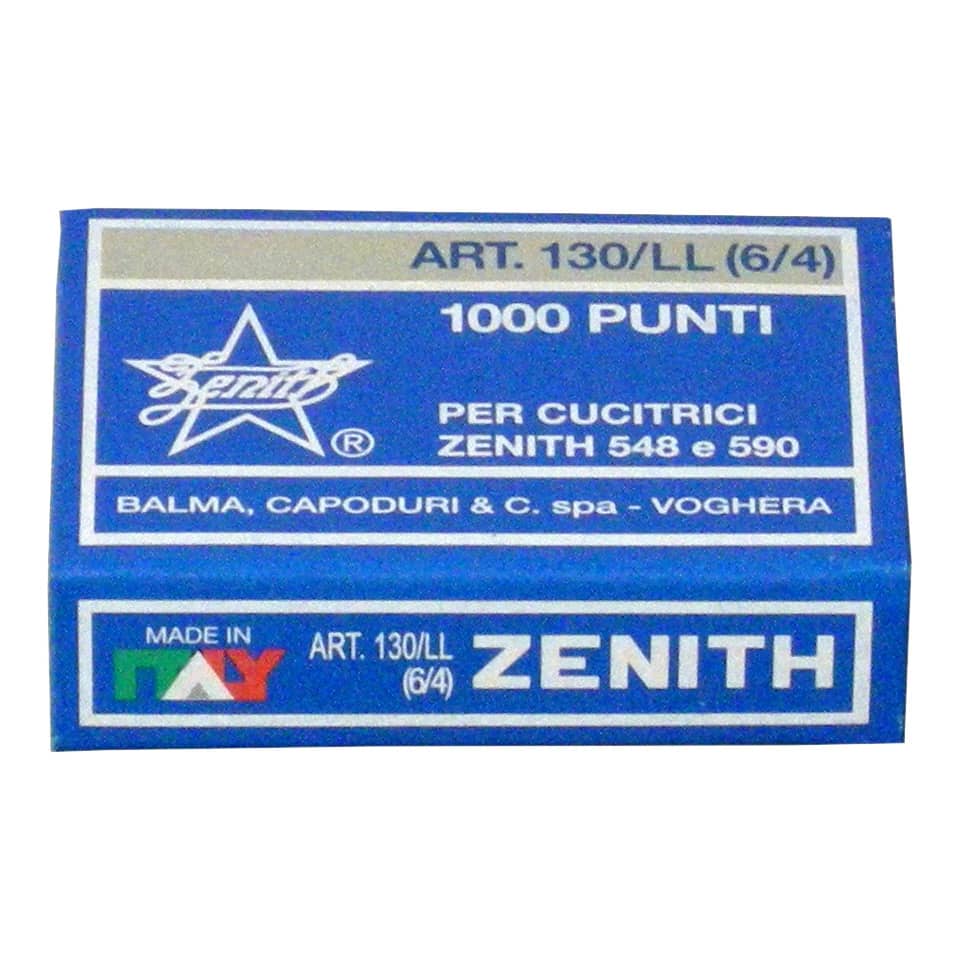 ART. 130/LL (6/4)
1000 PUNTI
Zenith
®
PER CUCITRICI
ZENITH 548 e 590
BALMA, CAPODURI & C. spa - VOGHERA
MADE IN
ITALY
ART. 130/LL
(6/4)
ZENITH